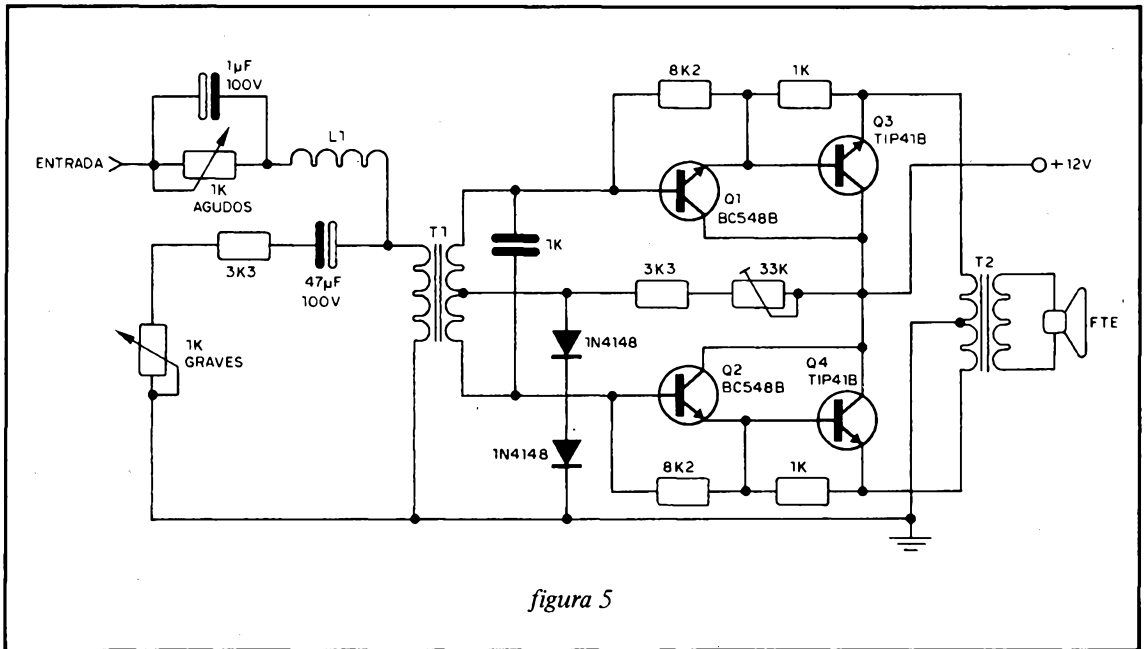 1µF
100V
ENTRADA
1K
AGUDOS
L1
3K3
47µF
100V
1K
GRAVES
T1
1K
1N4148
1N4148
8K2
1K
Q1
BC548B
Q3
TIP41B
+12V
3K3
33K
Q2
BC548B
Q4
TIP41B
8K2
1K
T2
FTE
figura 5